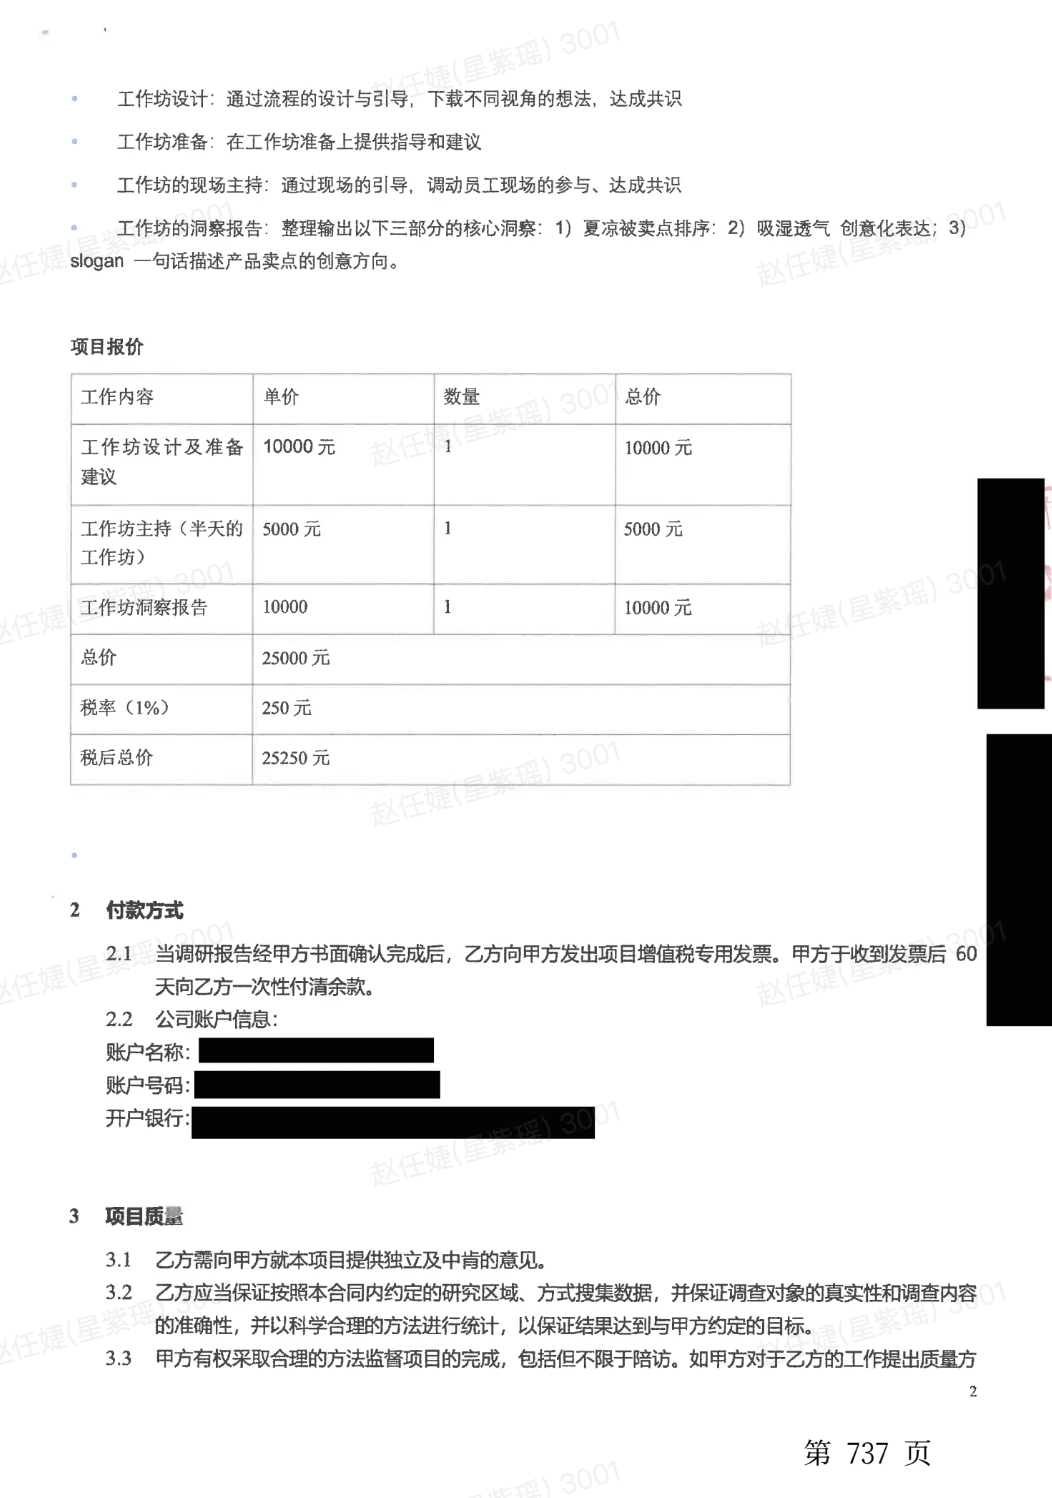 工作坊设计：通过流程的设计与引导，下载不同视角的想法，达成共识
工作坊准备：在工作坊准备上提供指导和建议
工作坊的现场主持：通过现场的引导，调动员工现场的参与、达成共识
工作坊的洞察报告：整理输出以下三部分的核心洞察：1）夏凉被卖点排序：2）吸湿透气 创意化表达；3）
slogan 一句话描述产品卖点的创意方向。
项目报价
工作内容 单价 数量 总价
工作坊设计及准备 10000 元 1 10000 元
建议
工作坊主持（半天的 5000 元 1 5000 元
工作坊）
工作坊洞察报告 10000 1 10000 元
总价 25000 元
税率（1%） 250 元
税后总价 25250 元
2 付款方式
2.1 当调研报告经甲方书面确认完成后，乙方向甲方发出项目增值税专用发票。甲方于收到发票后 60
天向乙方一次性付清余款。
2.2 公司账户信息：
账户名称：
账户号码：
开户银行：
3 项目质量
3.1 乙方需向甲方就本项目提供独立及中肯的意见。
3.2 乙方应当保证按照本合同内约定的研究区域、方式搜集数据，并保证调查对象的真实性和调查内容
的准确性，并以科学合理的方法进行统计，以保证结果达到与甲方约定的目标。
3.3 甲方有权采取合理的方法监督项目的完成，包括但不限于陪访。如甲方对于乙方的工作提出质量方
2
第 737 页
赵任婕(星紫瑶) 3001